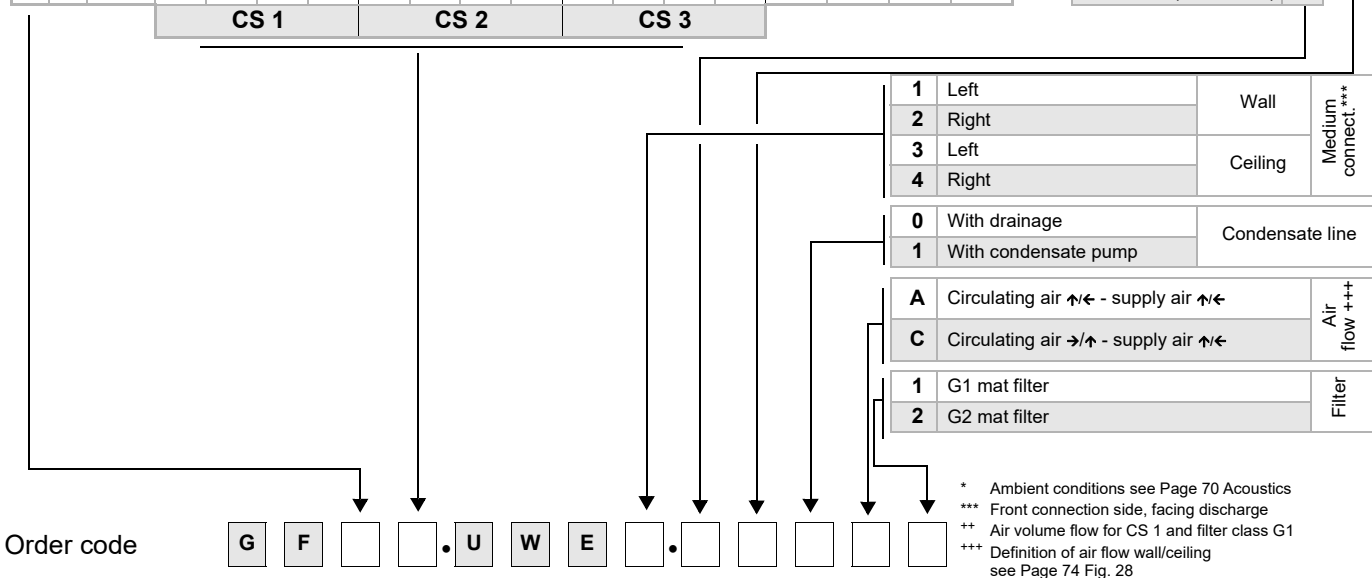 CS 1 CS 2 CS 3
1 Left Wall Medium connect.***
2 Right
3 Left Ceiling
4 Right
0 With drainage Condensate line
1 With condensate pump
A Circulating air ↑/← - supply air ↑/← Air flow +++
C Circulating air →/↑ - supply air ↑/←
1 G1 mat filter Filter
2 G2 mat filter
* Ambient conditions see Page 70 Acoustics
*** Front connection side, facing discharge
++ Air volume flow for CS 1 and filter class G1
+++ Definition of air flow wall/ceiling
see Page 74 Fig. 28
Order code G F . U W E .